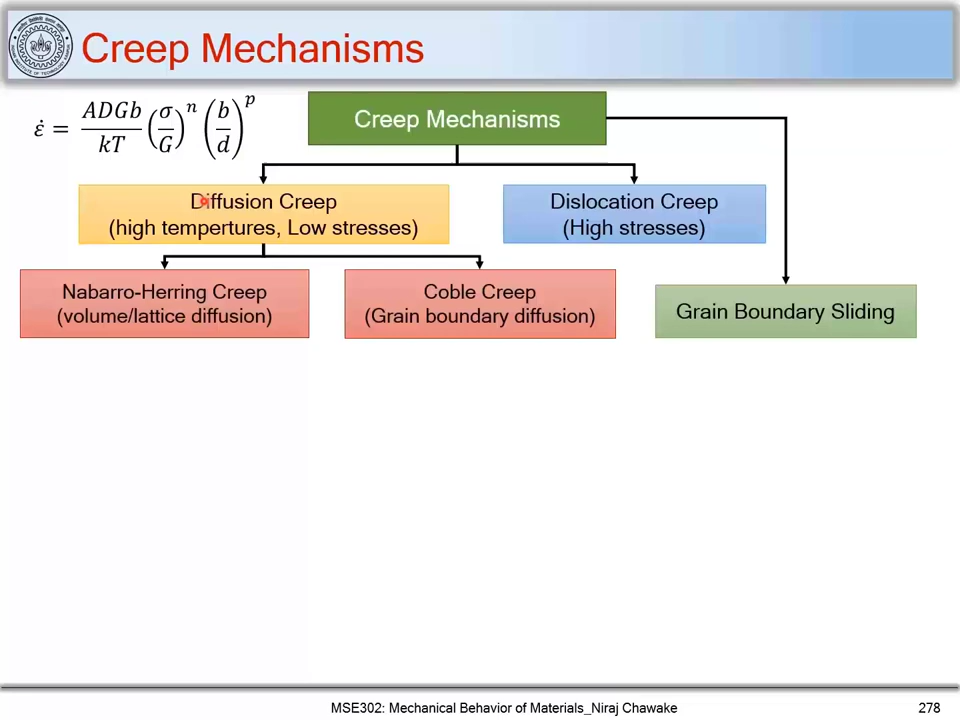 Creep Mechanisms
ε̇ = ADGb/kT (σ/G)^n (b/d)^p
Creep Mechanisms
Diffusion Creep
(high tempertures, Low stresses)
Dislocation Creep
(High stresses)
Nabarro-Herring Creep
(volume/lattice diffusion)
Coble Creep
(Grain boundary diffusion)
Grain Boundary Sliding
MSE302: Mechanical Behavior of Materials_Niraj Chawake
278